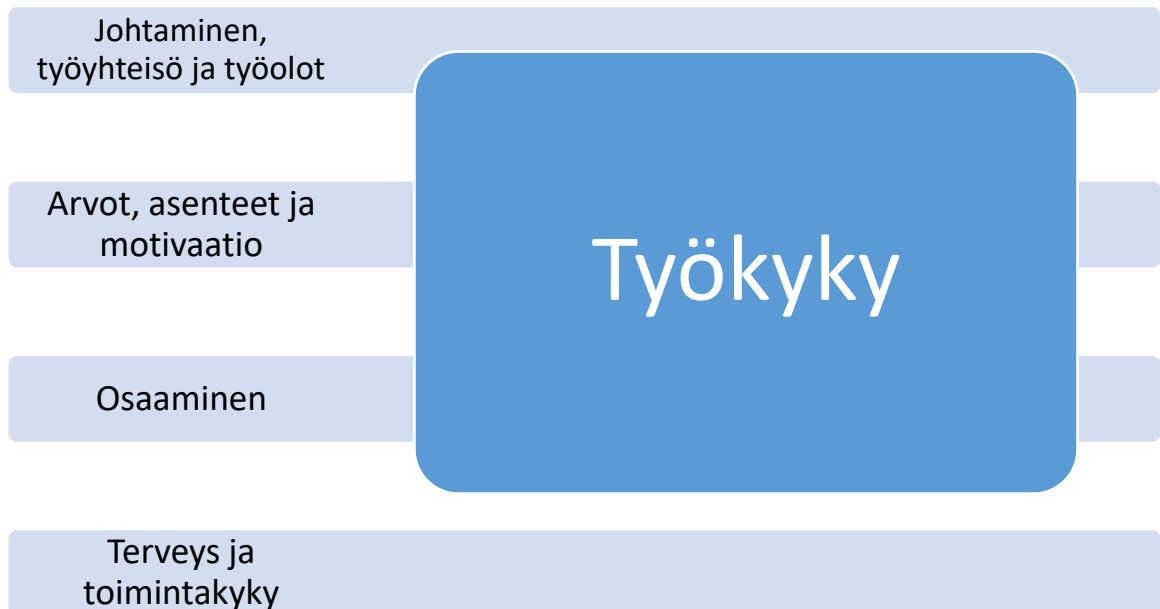 Johtaminen,
työyhteisö ja työolot
Arvot, asenteet ja
motivaatio
Työkyky
Osaaminen
Terveys ja
toimintakyky